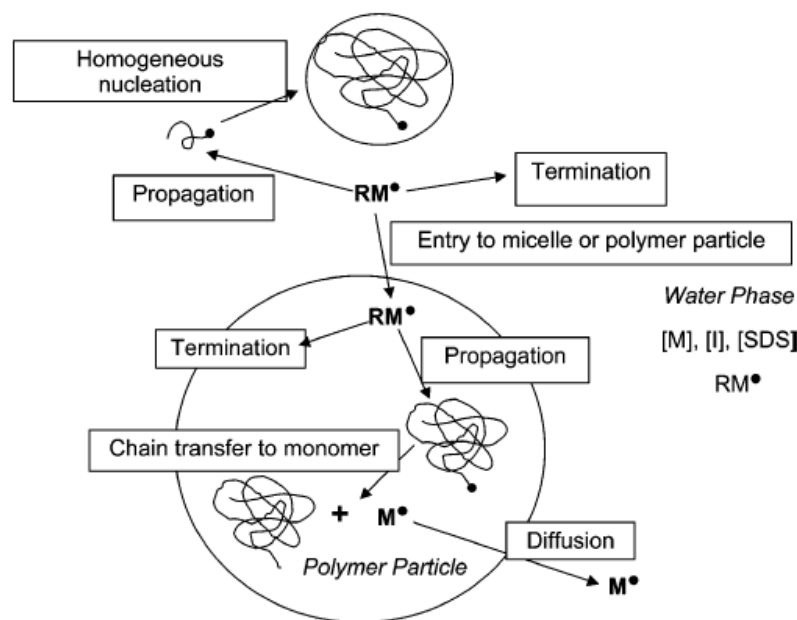 Homogeneous
nucleation
Propagation
RM•
Termination
Entry to micelle or polymer particle
Water Phase
[M], [I], [SDS]
RM•
RM•
Termination
Propagation
Chain transfer to monomer
+ M•
Polymer Particle
Diffusion
M•